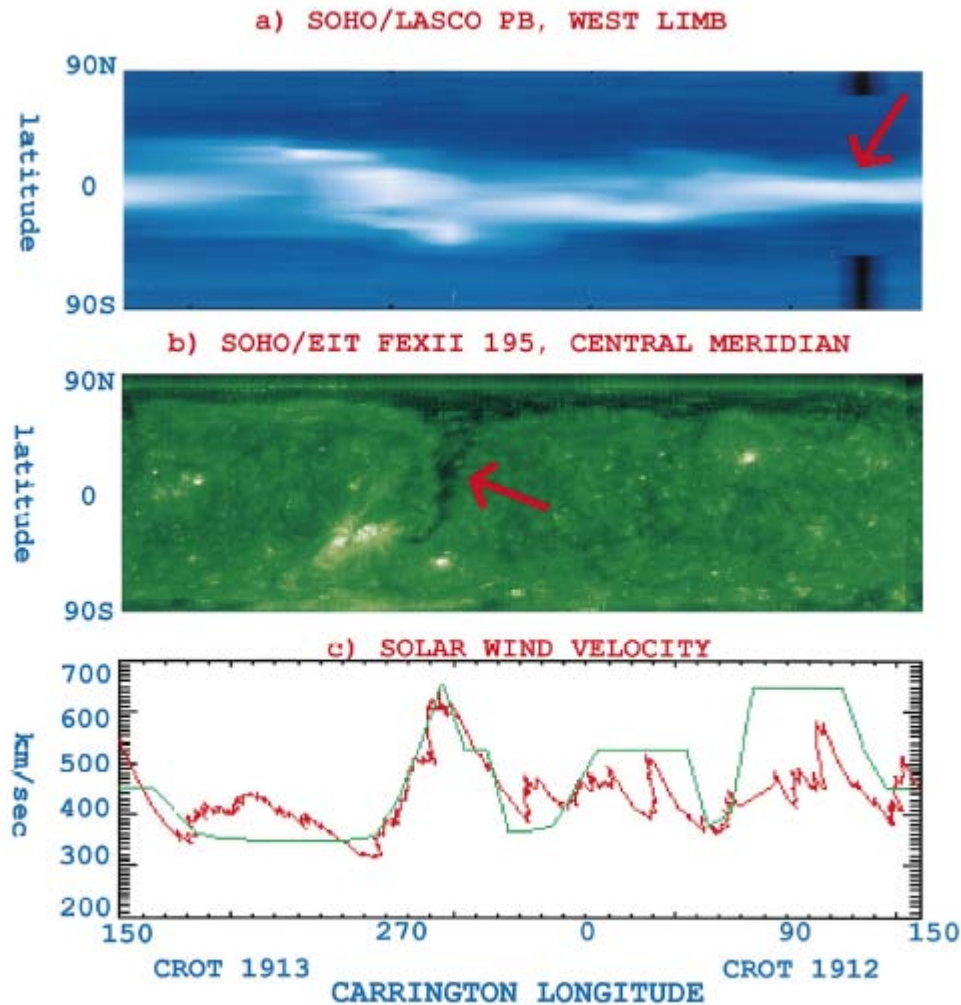 a) SOHO/LASCO PB, WEST LIMB
90N
latitude
0
90S
b) SOHO/EIT FEXII 195, CENTRAL MERIDIAN
90N
latitude
0
90S
c) SOLAR WIND VELOCITY
700
600
500
400
300
200
km/sec
150 270 0 90 150
CROT 1913 CROT 1912
CARRINGTON LONGITUDE